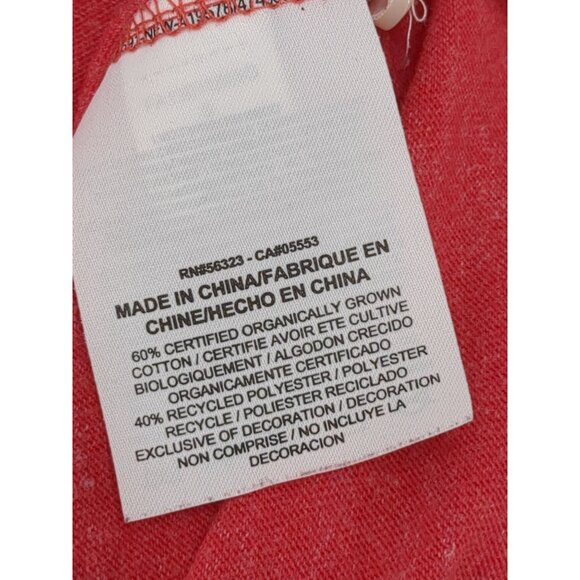 RN#56323 - CA#05553
MADE IN CHINA/FABRIQUE EN
CHINE/HECHO EN CHINA
60% CERTIFIED ORGANICALLY GROWN
COTTON / CERTIFIE AVOIR ETE CULTIVE
BIOLOGIQUEMENT / ALGODON CRECIDO
ORGANICAMENTE CERTIFICADO
40% RECYCLED POLYESTER / POLYESTER
RECYCLE / POLIESTER RECICLADO
EXCLUSIVE OF DECORATION / DECORATION
NON COMPRISE / NO INCLUYE LA
DECORACION